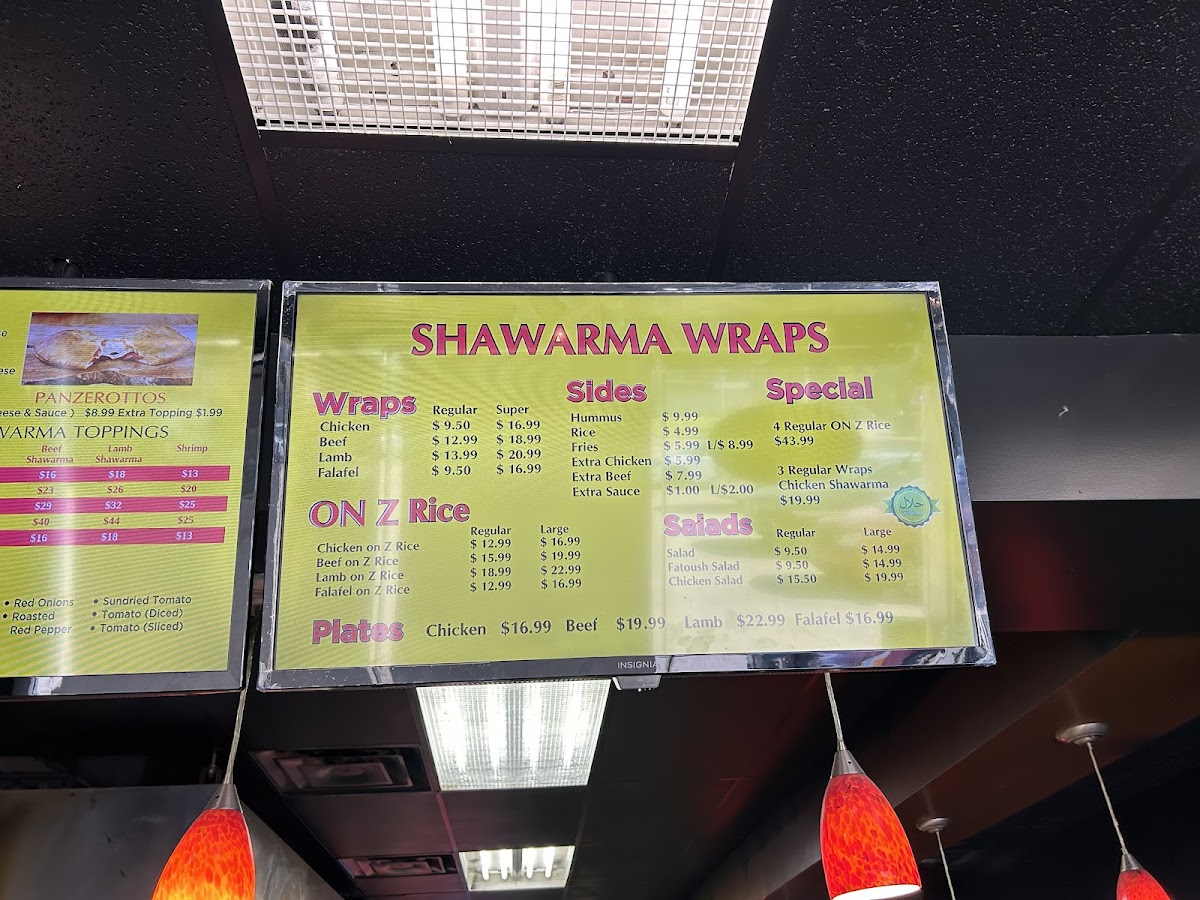 ese
PANZEROTTOS
eese & Sauce ) $8.99 Extra Topping $1.99
WARMA TOPPINGS
Beef Shawarma Lamb Shawarma Shrimp
$16 $18 $13
$23 $26 $20
$29 $32 $25
$40 $44 $25
$16 $18 $13
• Red Onions • Sundried Tomato
• Roasted • Tomato (Diced)
Red Pepper • Tomato (Sliced)
SHAWARMA WRAPS
Wraps Regular Super
Chicken $ 9.50 $ 16.99
Beef $ 12.99 $ 18.99
Lamb $ 13.99 $ 20.99
Falafel $ 9.50 $ 16.99
Sides
Hummus $ 9.99
Rice $ 4.99
Fries $ 5.99 L/$ 8.99
Extra Chicken $ 5.99
Extra Beef $ 7.99
Extra Sauce $1.00 L/$2.00
Special
4 Regular ON Z Rice
$43.99
3 Regular Wraps
Chicken Shawarma
$19.99
حلال
ON Z Rice
Regular Large
Chicken on Z Rice $ 12.99 $ 16.99
Beef on Z Rice $ 15.99 $ 19.99
Lamb on Z Rice $ 18.99 $ 22.99
Falafel on Z Rice $ 12.99 $ 16.99
Salads Regular Large
Salad $ 9.50 $ 14.99
Fatoush Salad $ 9.50 $ 14.99
Chicken Salad $ 15.50 $ 19.99
Plates Chicken $16.99 Beef $19.99 Lamb $22.99 Falafel $16.99
INSIGNIA